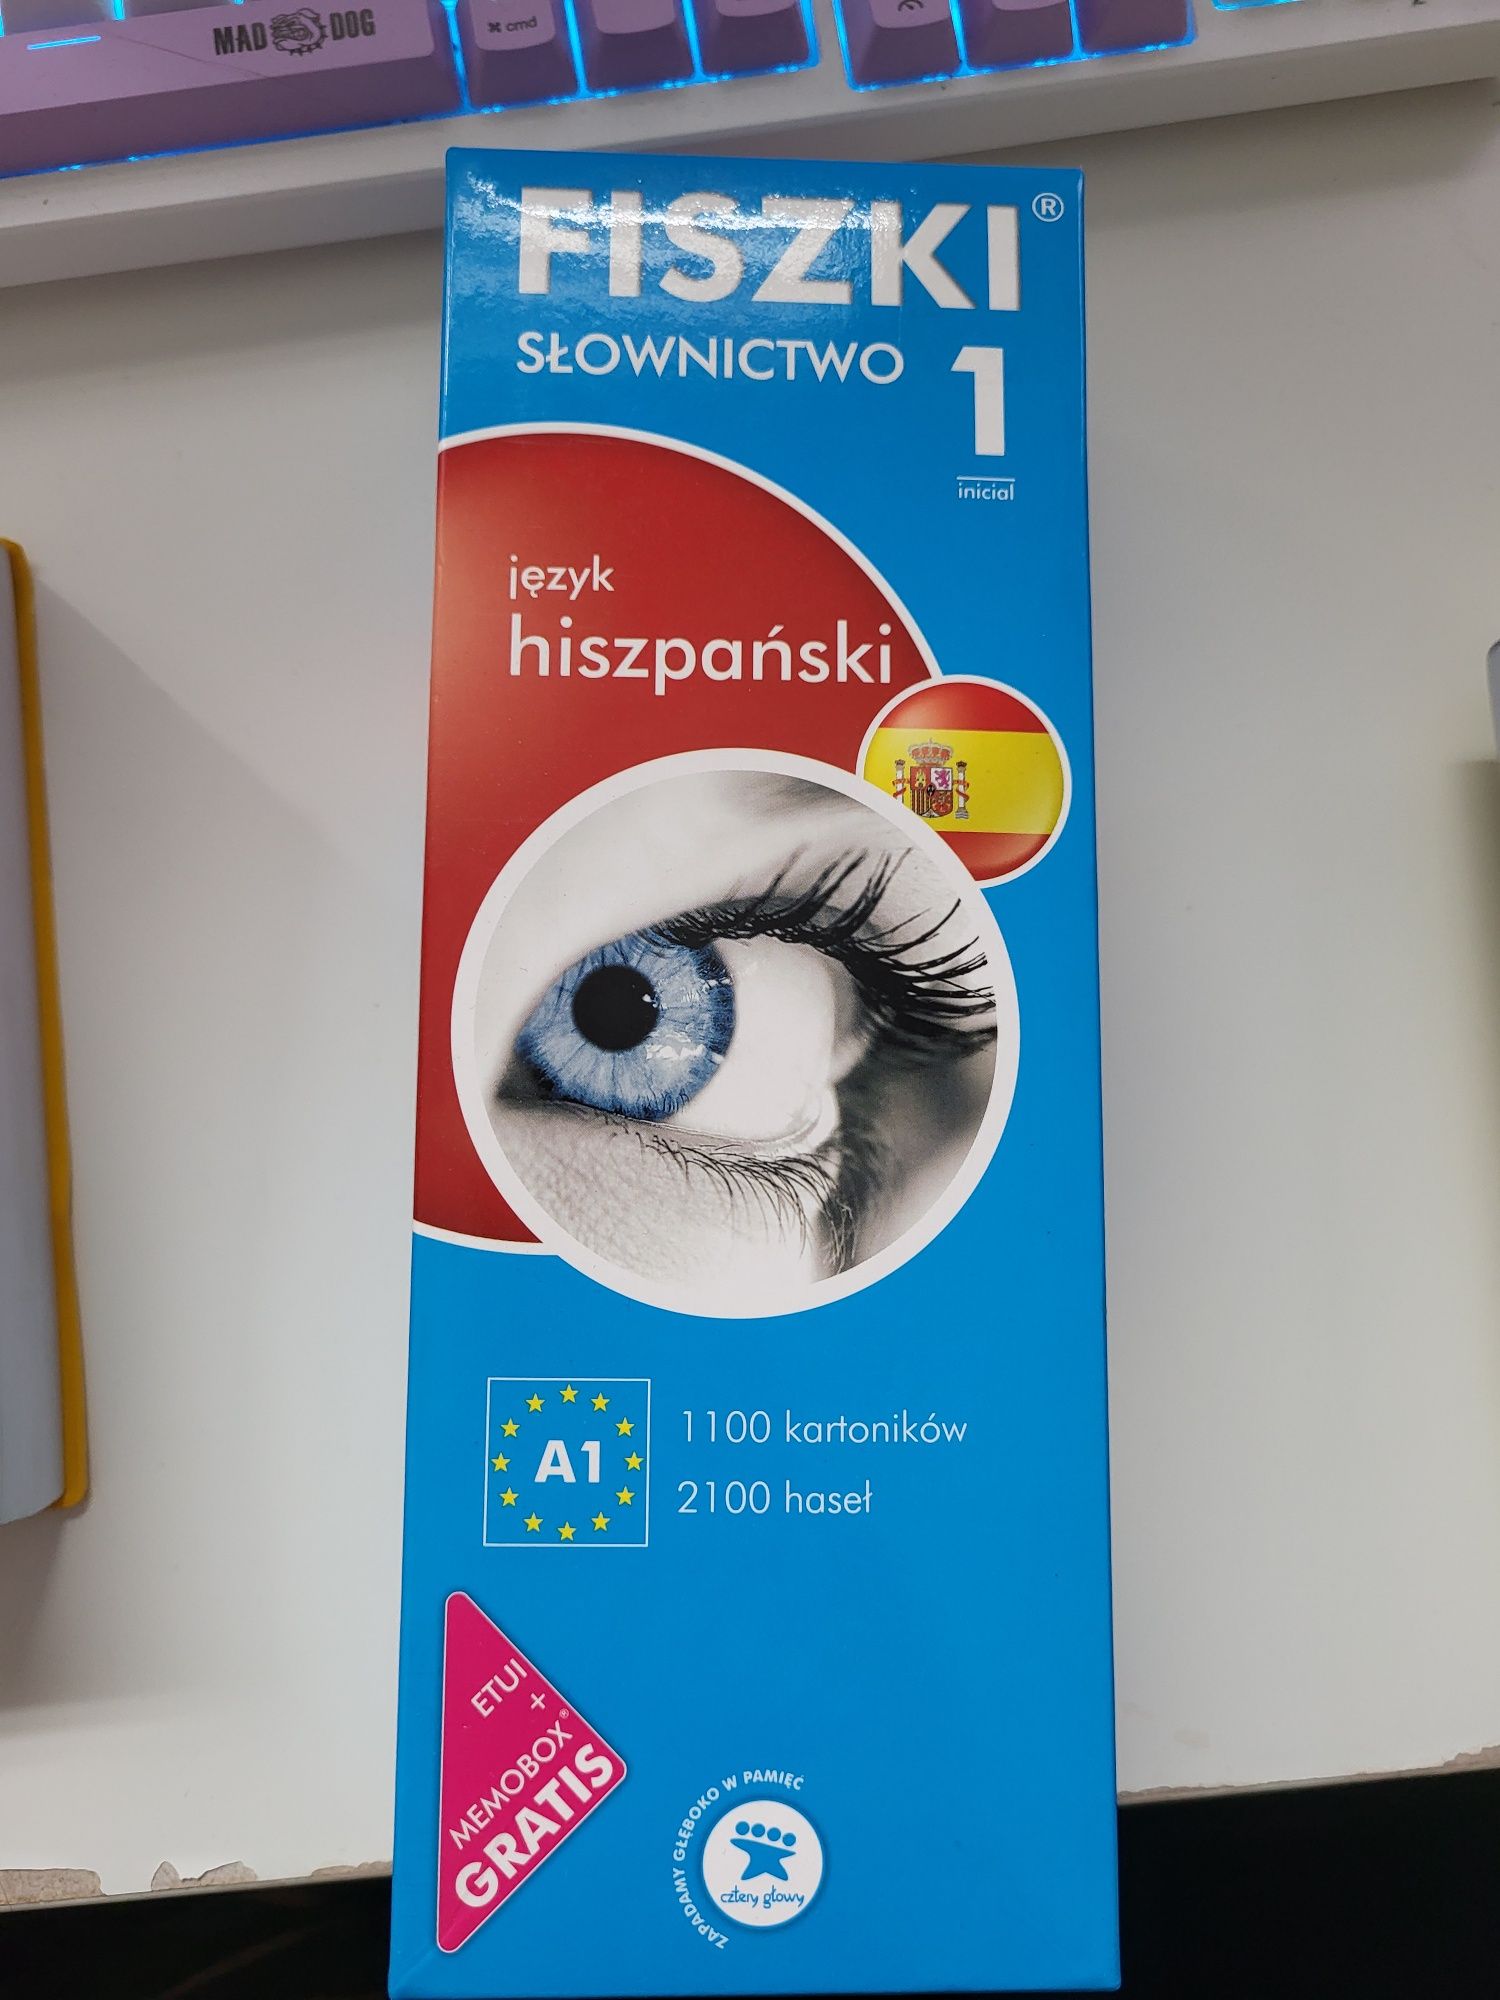 MAD DOG
⌘ cmd
FISZKI®
SŁOWNICTWO 1
inicial
język
hiszpański
A1
1100 kartoników
2100 haseł
ETUI
+
MEMOBOX®
GRATIS
ZAPADAMY GŁĘBOKO W PAMIĘĆ
cztery głowy